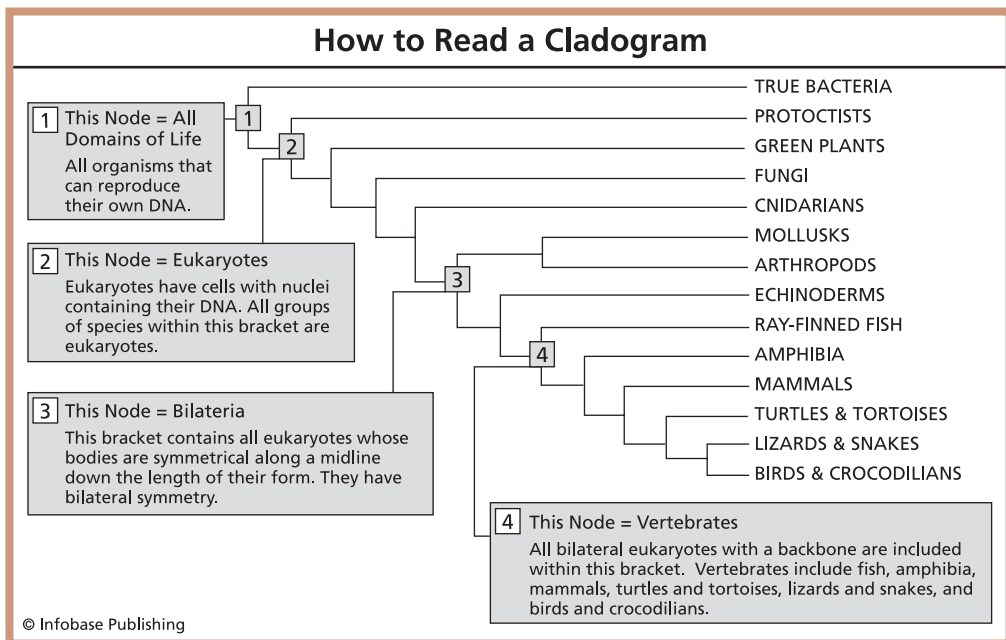 How to Read a Cladogram
TRUE BACTERIA
PROTOCTISTS
GREEN PLANTS
FUNGI
CNIDARIANS
MOLLUSKS
ARTHROPODS
ECHINODERMS
RAY-FINNED FISH
AMPHIBIA
MAMMALS
TURTLES & TORTOISES
LIZARDS & SNAKES
BIRDS & CROCODILIANS
1
2
3
4
1 This Node = All
Domains of Life
All organisms that
can reproduce
their own DNA.
2 This Node = Eukaryotes
Eukaryotes have cells with nuclei
containing their DNA. All groups
of species within this bracket are
eukaryotes.
3 This Node = Bilateria
This bracket contains all eukaryotes whose
bodies are symmetrical along a midline
down the length of their form. They have
bilateral symmetry.
4 This Node = Vertebrates
All bilateral eukaryotes with a backbone are included
within this bracket. Vertebrates include fish, amphibia,
mammals, turtles and tortoises, lizards and snakes, and
birds and crocodilians.
© Infobase Publishing